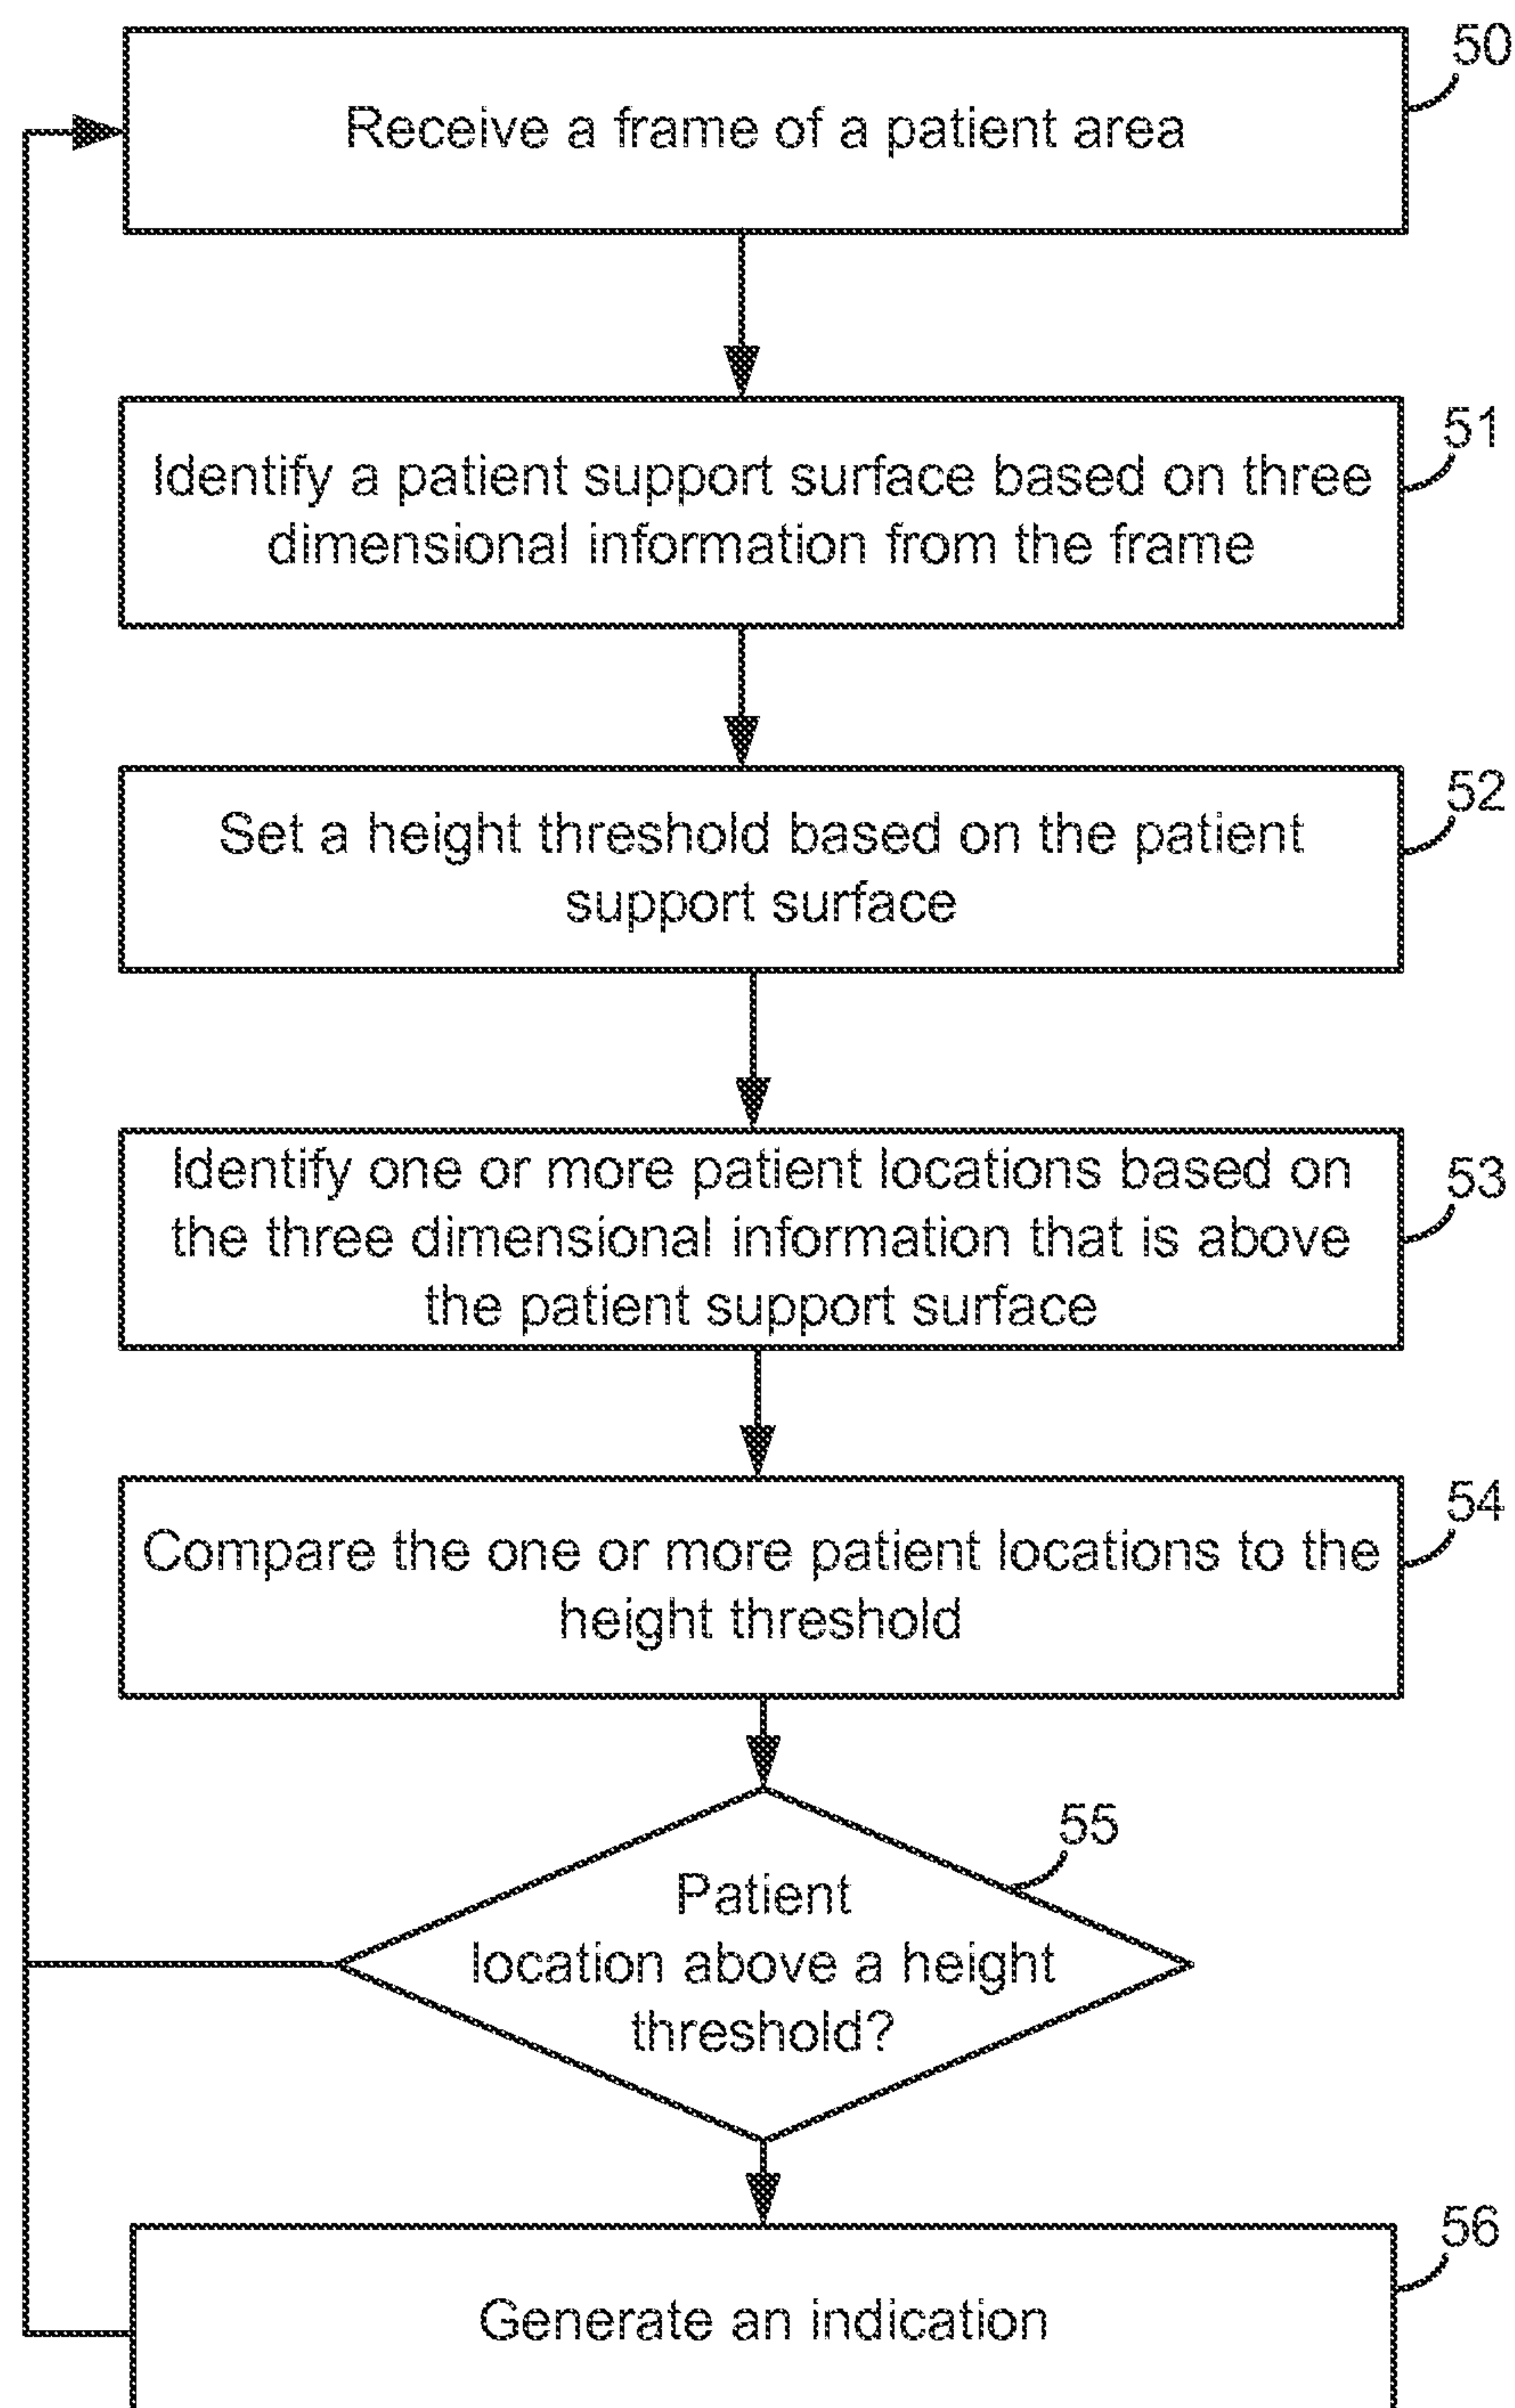 50
Receive a frame of a patient area
51
Identify a patient support surface based on three
dimensional information from the frame
52
Set a height threshold based on the patient
support surface
53
Identify one or more patient locations based on
the three dimensional information that is above
the patient support surface
54
Compare the one or more patient locations to the
height threshold
55
Patient
location above a height
threshold?
56
Generate an indication